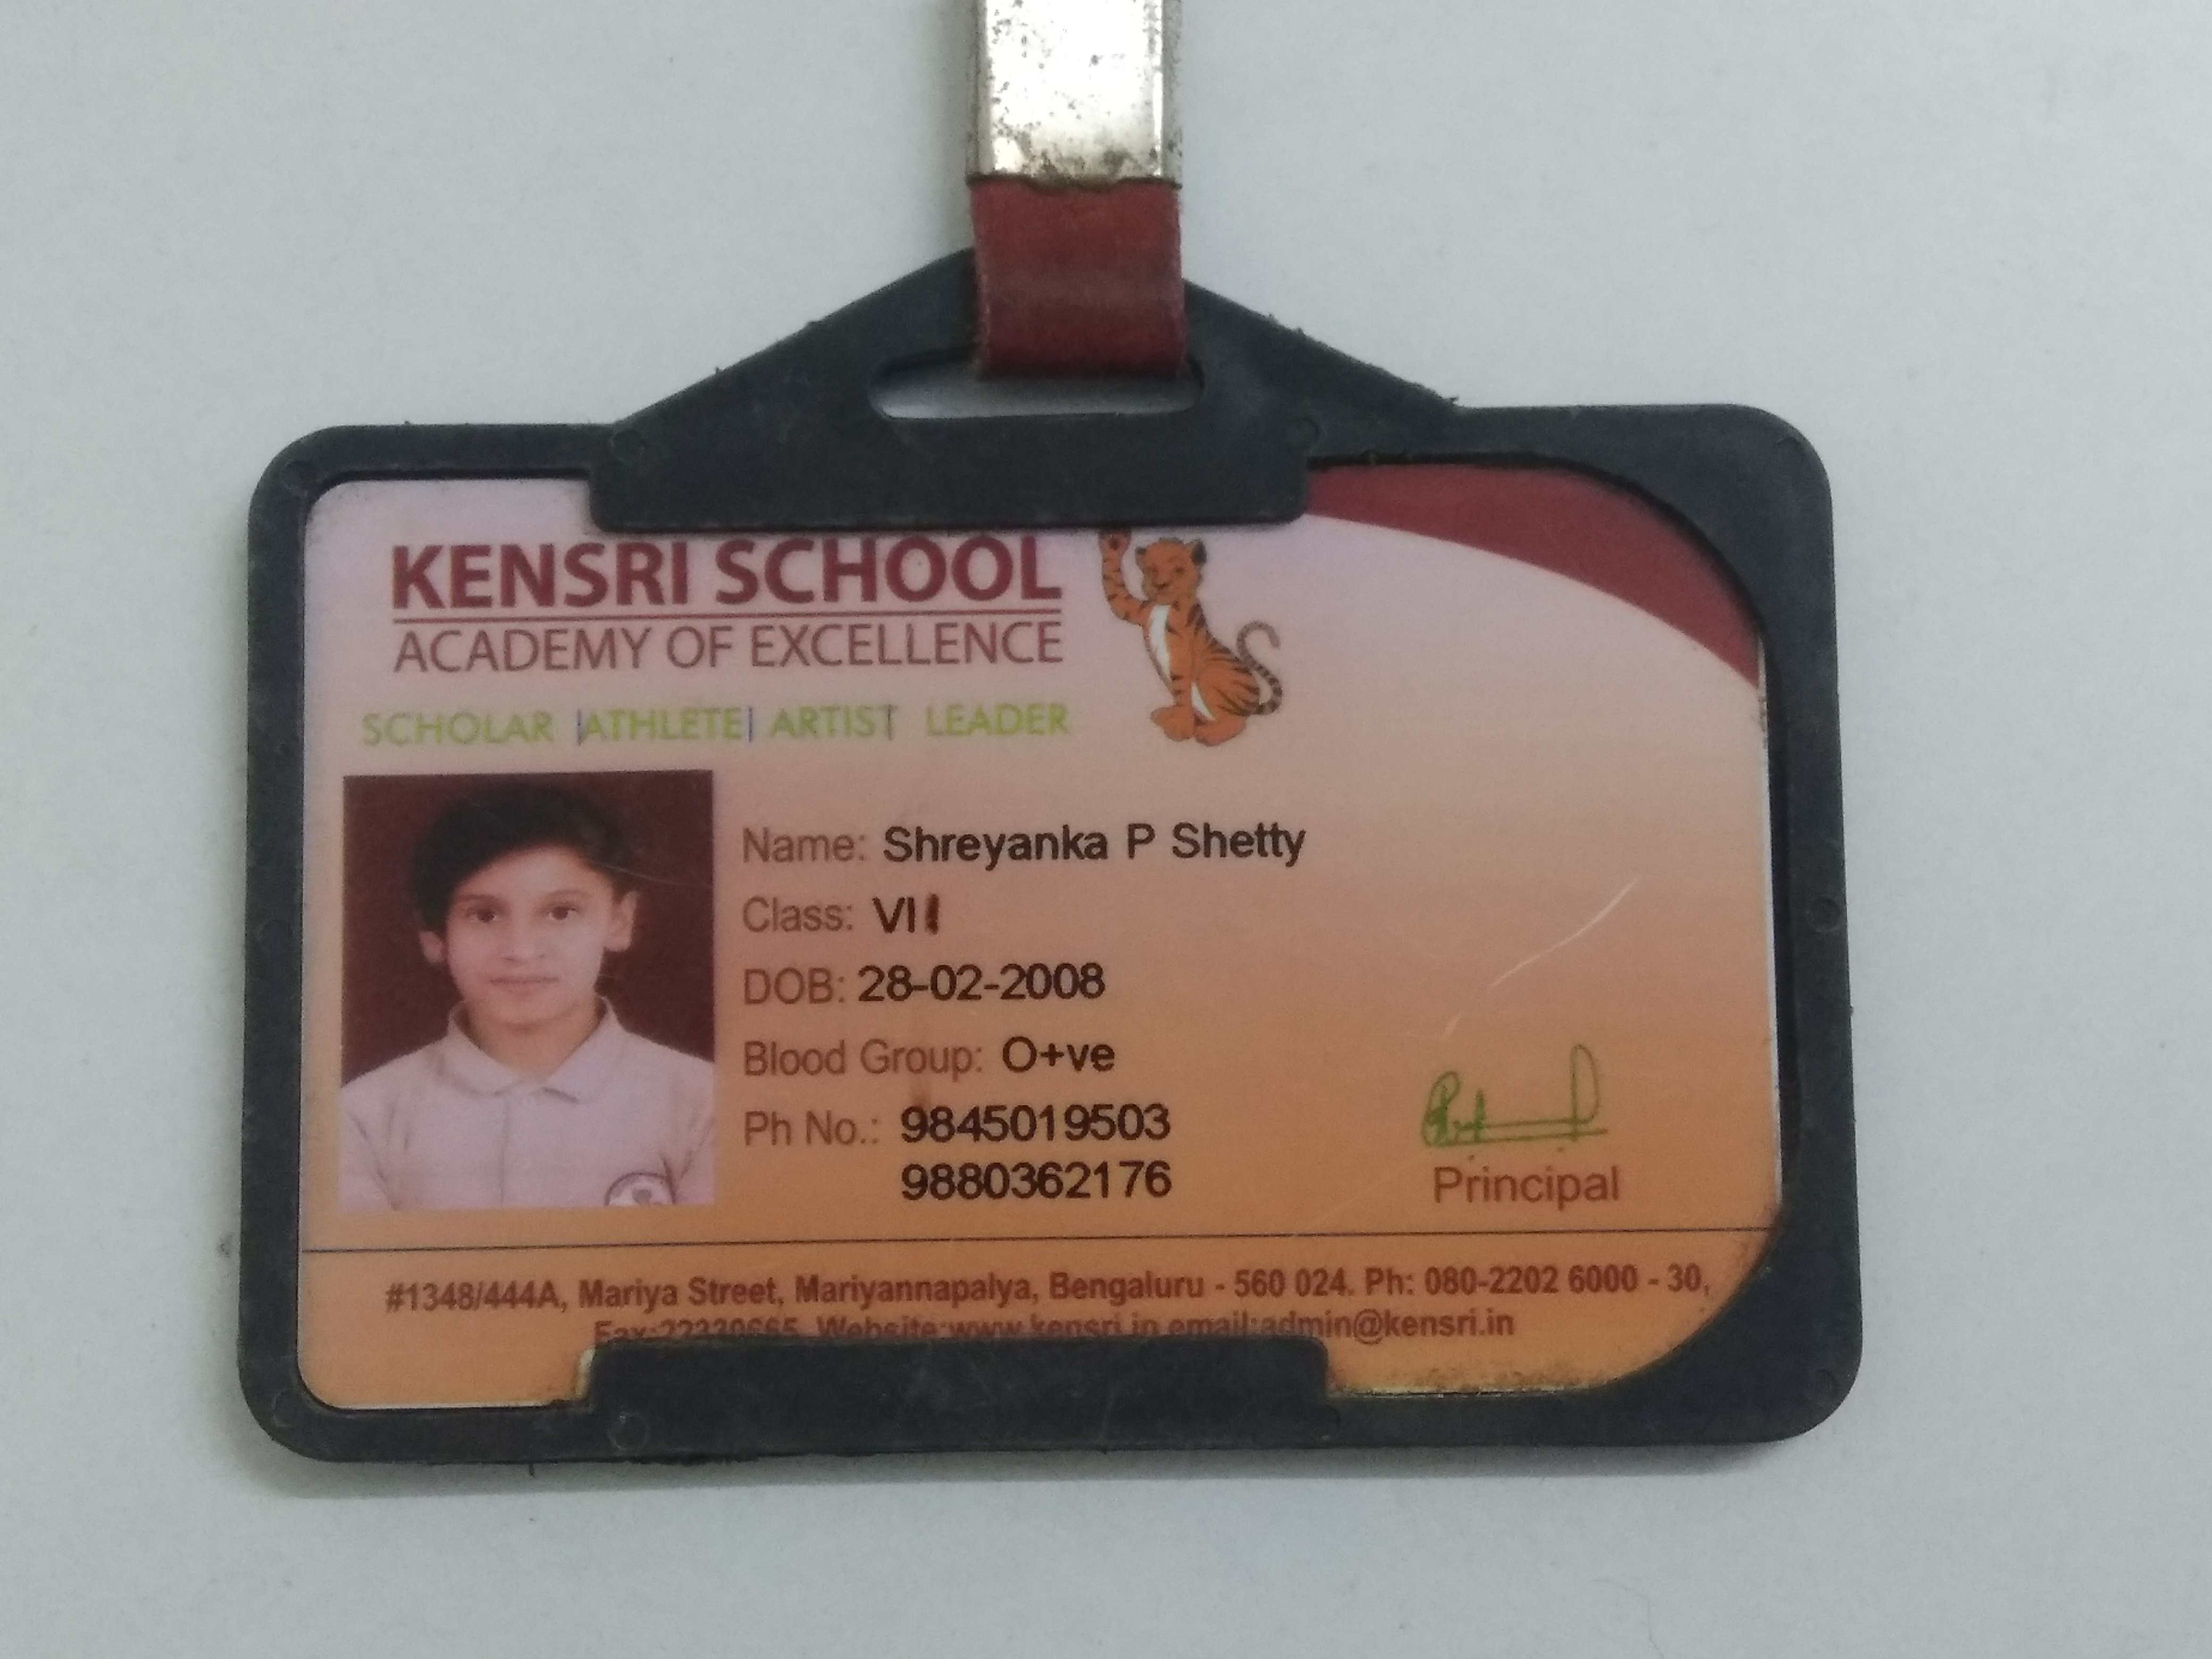 KENSRI SCHOOL
ACADEMY OF EXCELLENCE
SCHOLAR |ATHLETE| ARTIST LEADER
Name: Shreyanka P Shetty
Class: VII
DOB: 28-02-2008
Blood Group: O+ve
Ph No.: 9845019503
9880362176
Principal
#1348/444A, Mariya Street, Mariyannapalya, Bengaluru - 560 024. Ph: 080-2202 6000 - 30,
Website:www.kensri.in email:admin@kensri.in